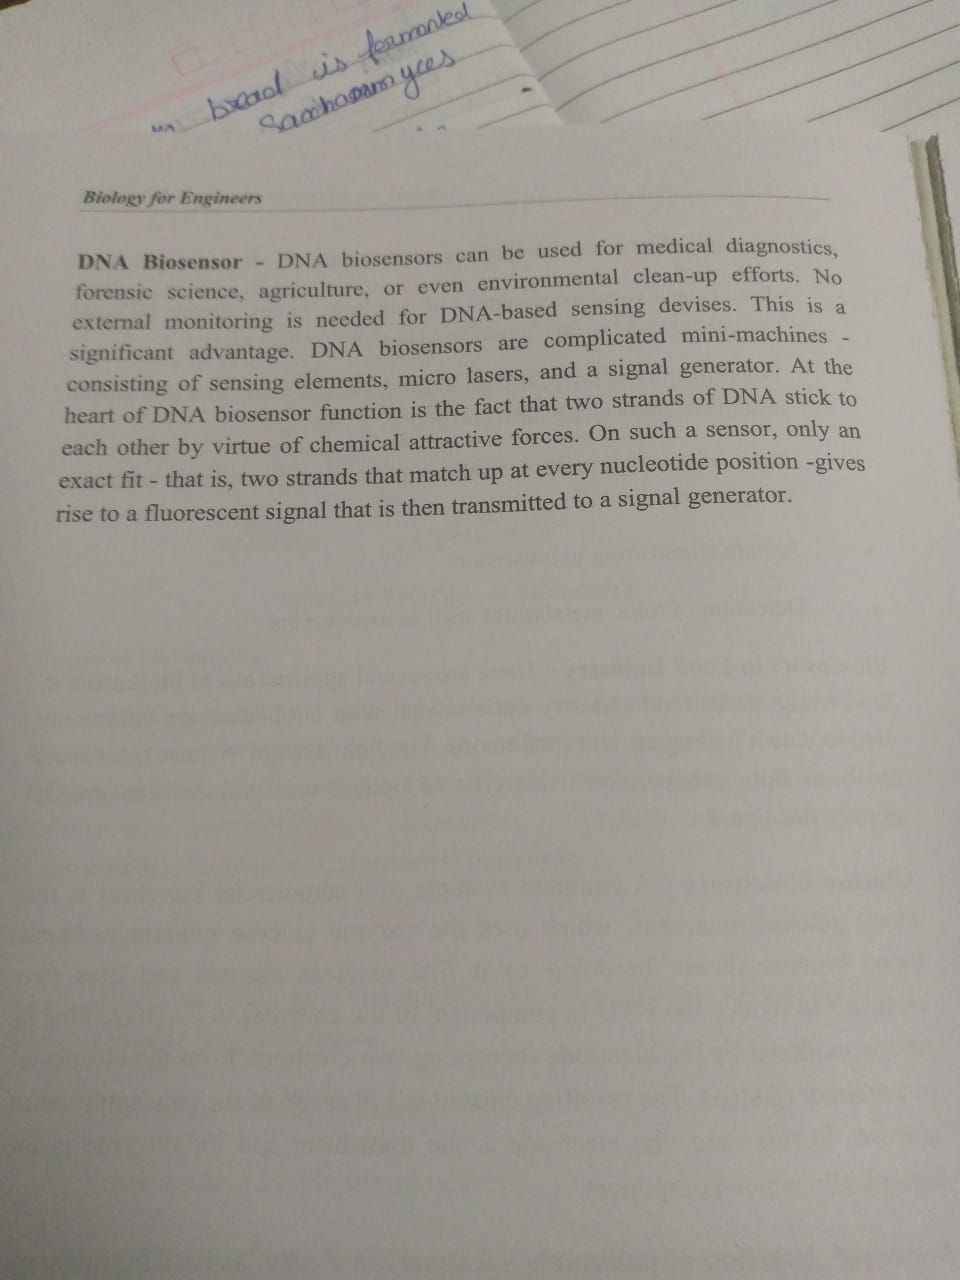 bread is fermented
Biology for Engineers
DNA Biosensor - DNA biosensors can be used for medical diagnostics,
forensic science, agriculture, or even environmental clean-up efforts. No
external monitoring is needed for DNA-based sensing devises. This is a
significant advantage. DNA biosensors are complicated mini-machines -
consisting of sensing elements, micro lasers, and a signal generator. At the
heart of DNA biosensor function is the fact that two strands of DNA stick to
each other by virtue of chemical attractive forces. On such a sensor, only an
exact fit - that is, two strands that match up at every nucleotide position -gives
rise to a fluorescent signal that is then transmitted to a signal generator.